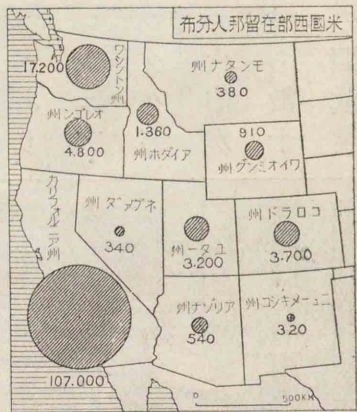 米國西部在留邦人分布
ワシントン州
17.200
モンタナ州
380
オレゴン州
4.800
1.360
アイダホ州
910
ワイオミング州
カリフォルニア州
ネヴァダ州
340
ユター州
3.200
コロラド州
3.700
アリゾナ州
540
ニューメキシコ州
320
107.000
0 500KM